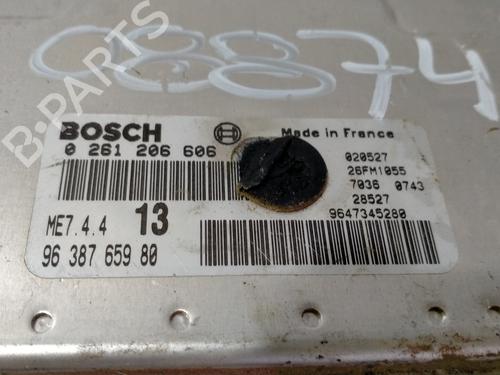 08874
B-PARTS
BOSCH
Made in France
0 261 206 606
020527
26FM1055
7036 0743
28527
9647345280
ME7.4.4 13
96 387 659 80